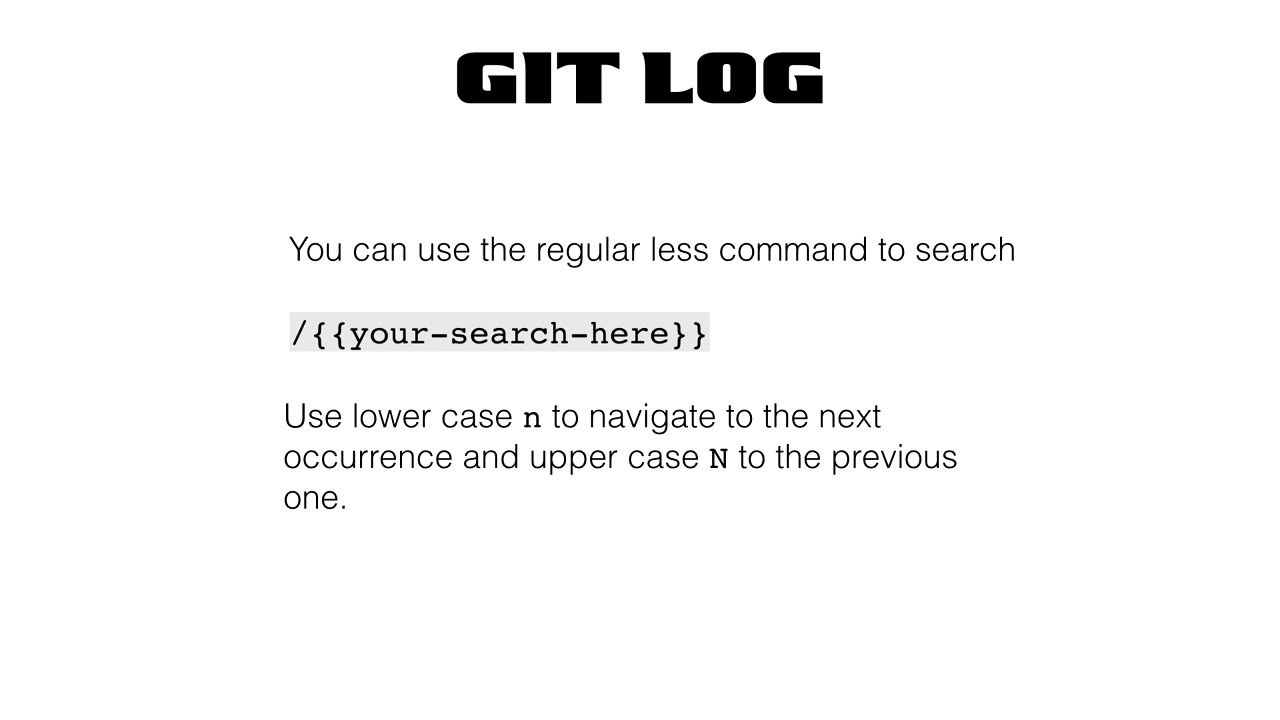 GIT LOG
You can use the regular less command to search
/{{your-search-here}}
Use lower case n to navigate to the next
occurrence and upper case N to the previous
one.